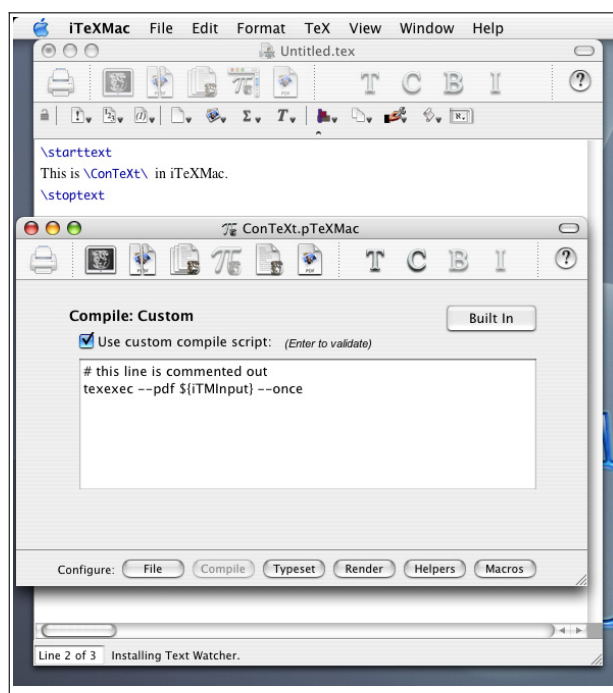 iTeXMac File Edit Format TeX View Window Help
Untitled.tex
T C B I ?
\starttext
This is \ConTeXt\ in iTeXMac.
\stoptext
ConTeXt.pTeXMac
T C B I ?
Compile: Custom
Built In
Use custom compile script: (Enter to validate)
# this line is commented out
texexec --pdf ${iTMInput} --once
Configure: File Compile Typeset Render Helpers Macros
Line 2 of 3 Installing Text Watcher.